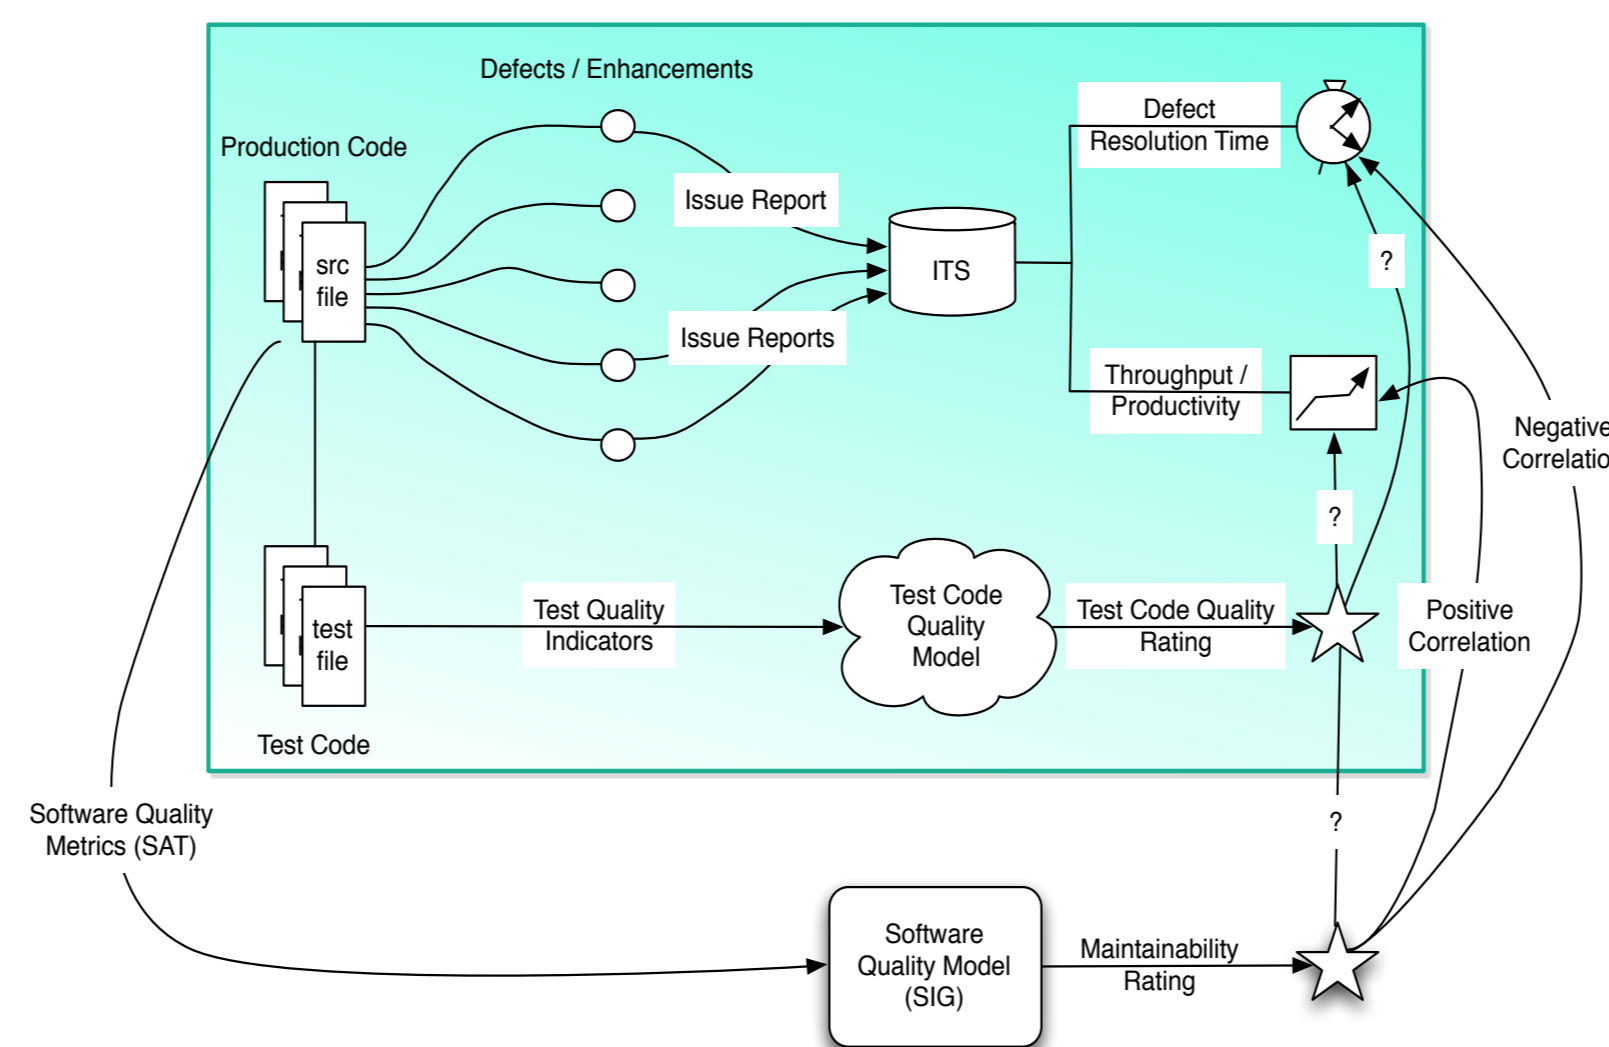 Defects / Enhancements
Production Code
src
file
Issue Report
Issue Reports
ITS
Defect
Resolution Time
?
Throughput /
Productivity
Negative
Correlatio
?
test
file
Test Code
Test Quality
Indicators
Test Code
Quality
Model
Test Code Quality
Rating
Positive
Correlation
Software Quality
Metrics (SAT)
?
Software
Quality Model
(SIG)
Maintainability
Rating